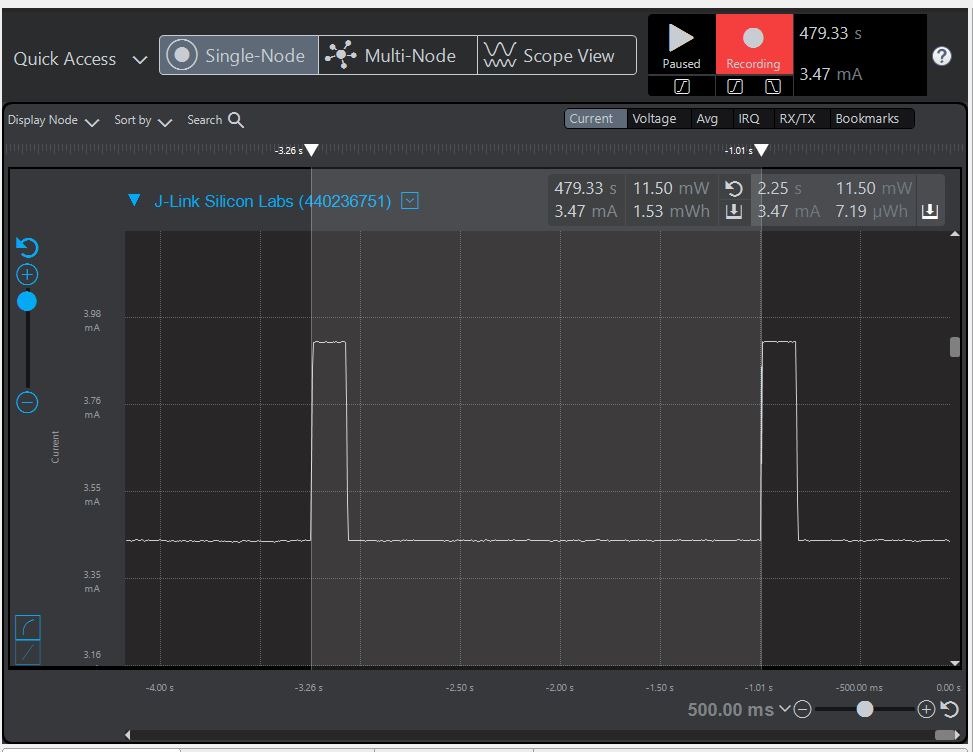 Quick Access
Single-Node
Multi-Node
Scope View
Paused
Recording
479.33 s
3.47 mA
?
Display Node
Sort by
Search
Current
Voltage
Avg
IRQ
RX/TX
Bookmarks
-3.26 s
-1.01 s
J-Link Silicon Labs (440236751)
479.33 s 11.50 mW
3.47 mA 1.53 mWh
2.25 s 11.50 mW
3.47 mA 7.19 µWh
3.98
mA
3.76
mA
Current
3.55
mA
3.35
mA
3.16
-4.00 s
-3.26 s
-2.50 s
-2.00 s
-1.50 s
-1.01 s
-500.00 ms
0.00 s
500.00 ms